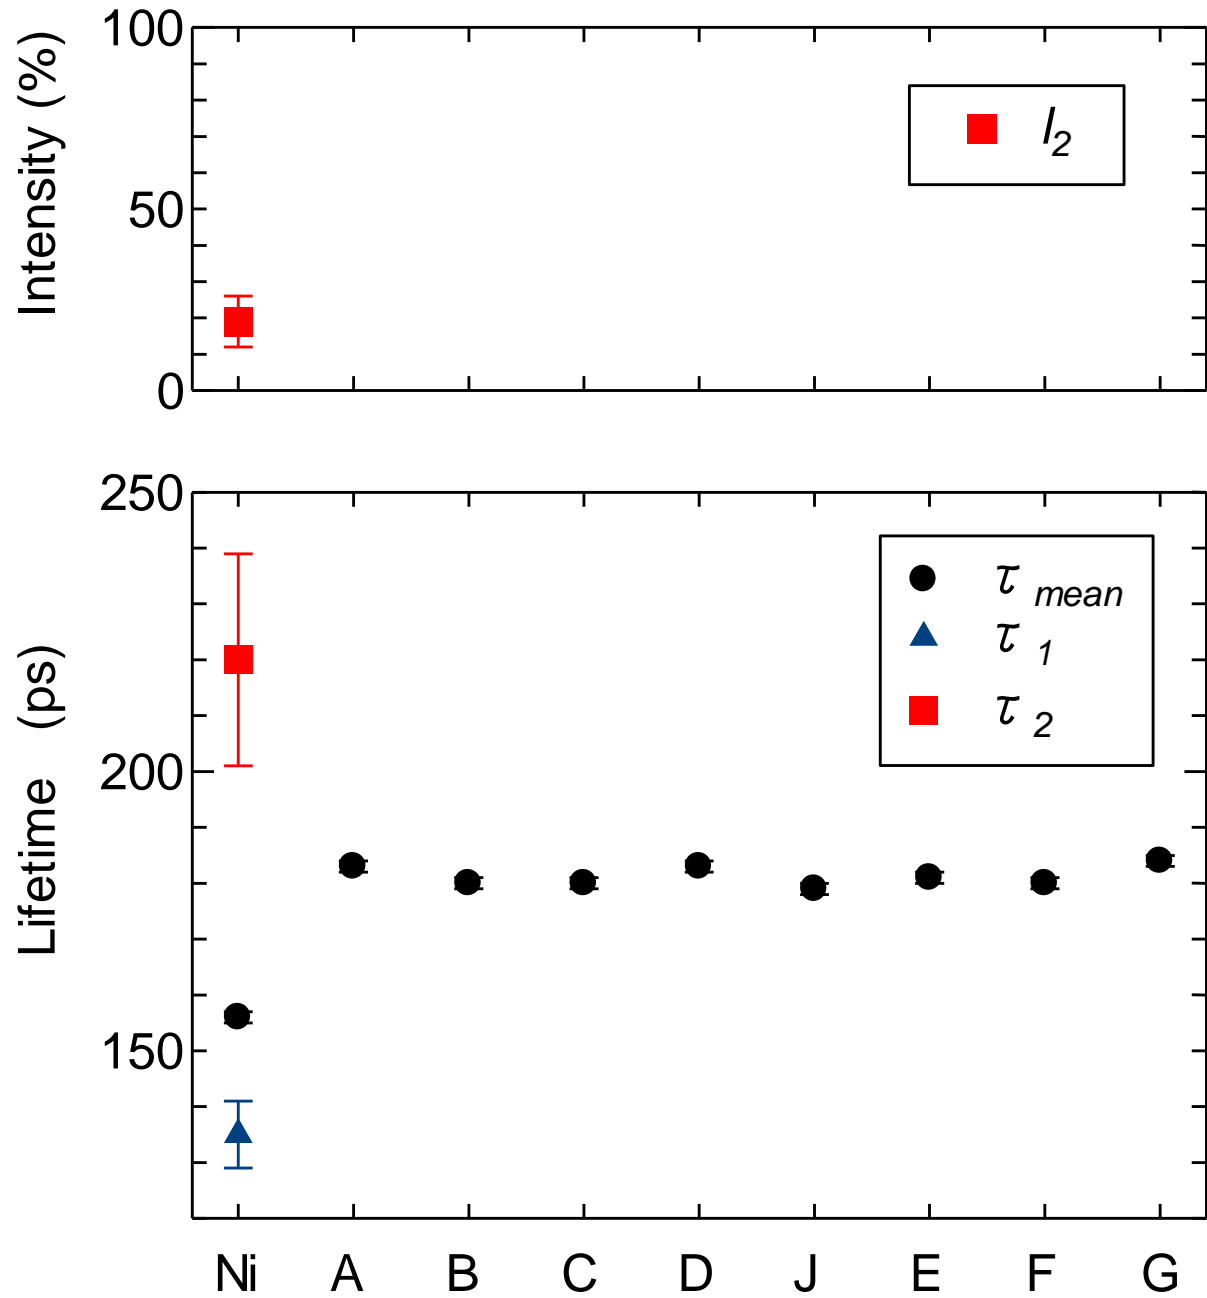 Intensity (%)
100
50
0
I2
Lifetime (ps)
250
200
150
τ mean
τ 1
τ 2
Ni A B C D J E F G